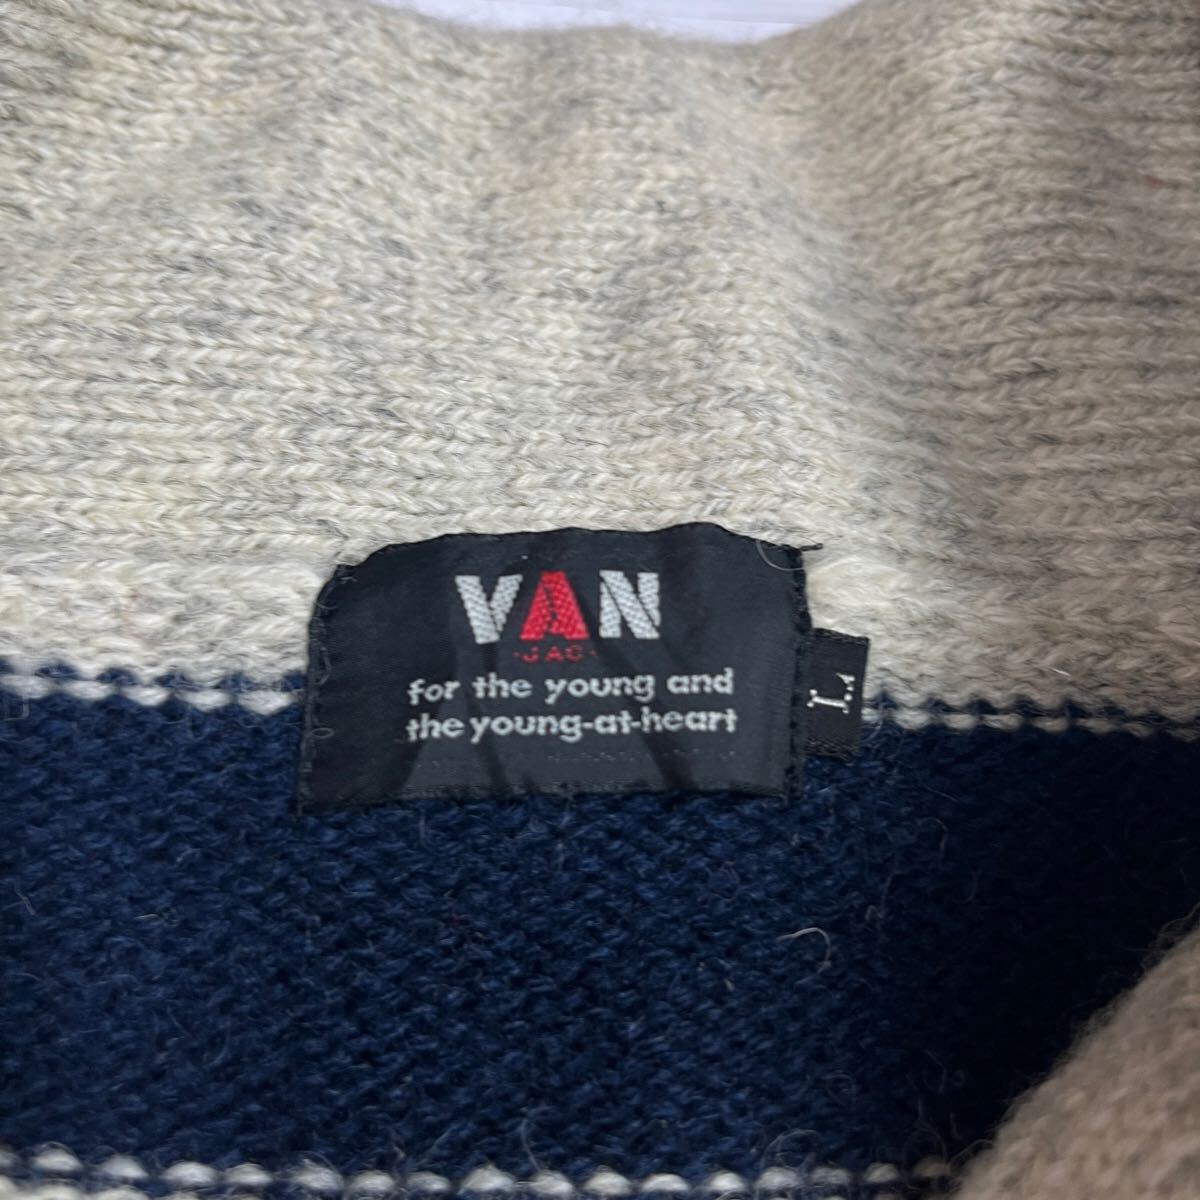 VAN
·JAC·
for the young and
the young-at-heart
L